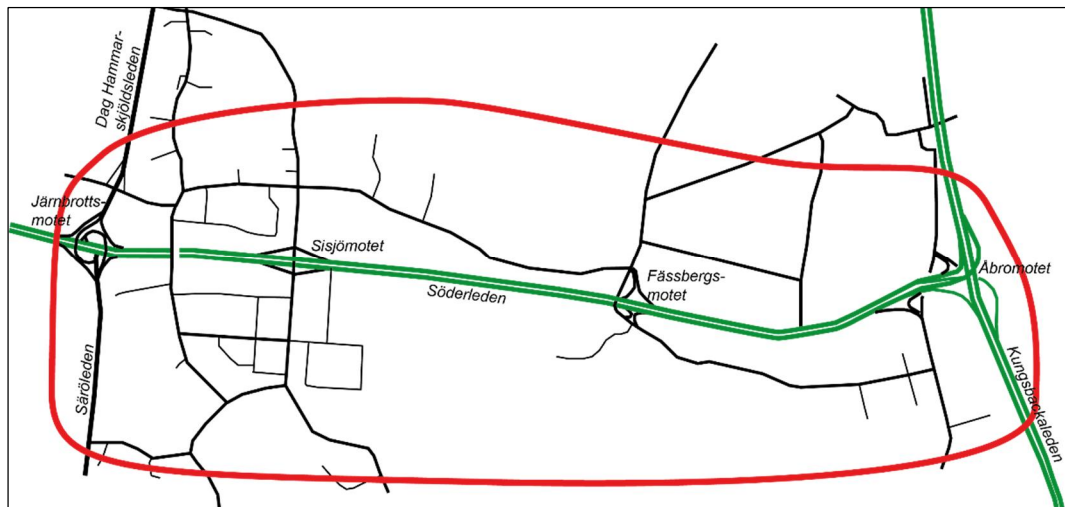 Dag Hammar-
skjöldsleden
Järnbrotts-
motet
Sisjömotet
Söderleden
Fässbergs-
motet
Åbromotet
Säröleden
Kungsbackaleden